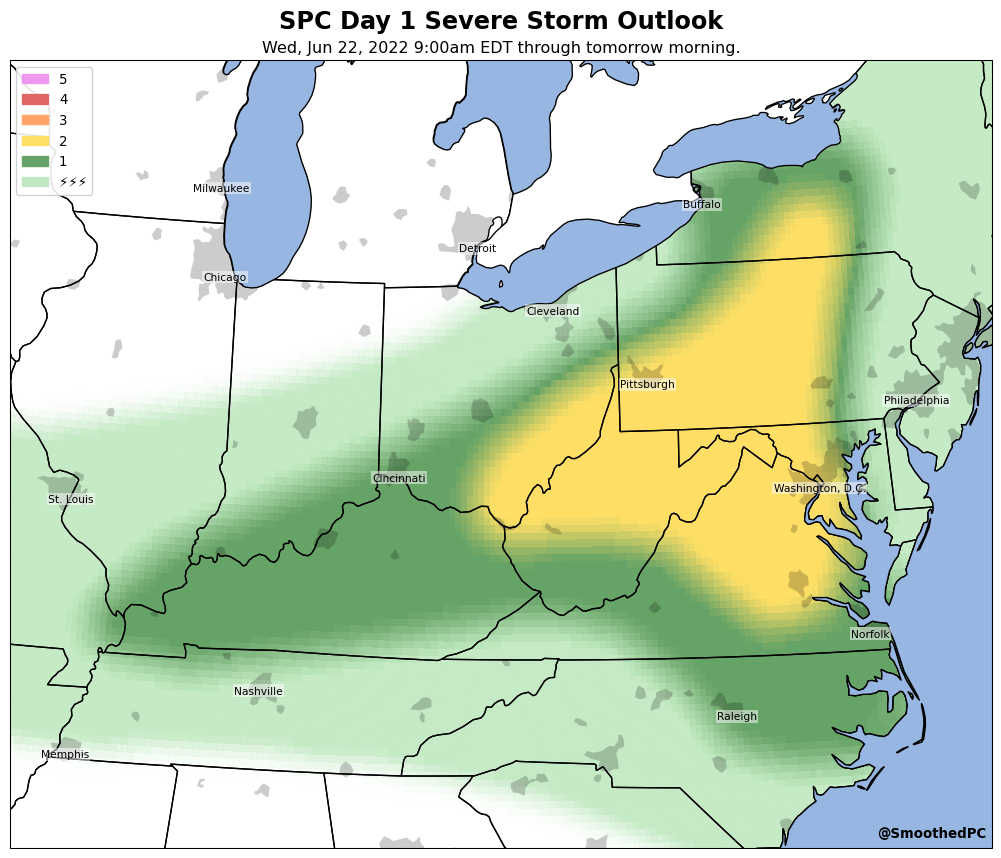 SPC Day 1 Severe Storm Outlook
Wed, Jun 22, 2022 9:00am EDT through tomorrow morning.
5
4
3
2
1
⚡⚡⚡
Milwaukee
Buffalo
Detroit
Chicago
Cleveland
Pittsburgh
Philadelphia
Cincinnati
Washington, D.C.
St. Louis
Norfolk
Nashville
Raleigh
Memphis
@SmoothedPC